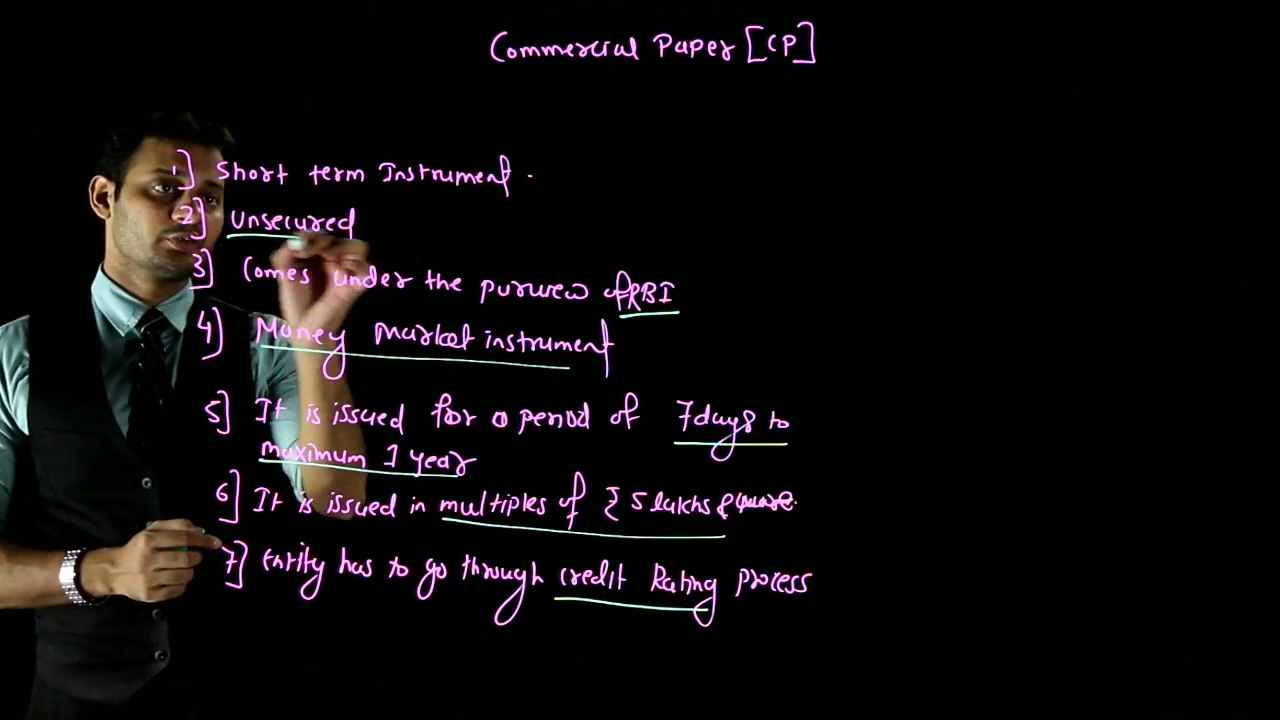 Commercial Paper [CP]
1] Short term Instrument.
2] Unsecured
3] Comes under the purview of RBI
4] Money market instrument
5] It is issued for a period of 7 days to
maximum 1 year
6] It is issued in multiples of ₹ 5 lakhs &
7] Entity has to go through credit Rating process